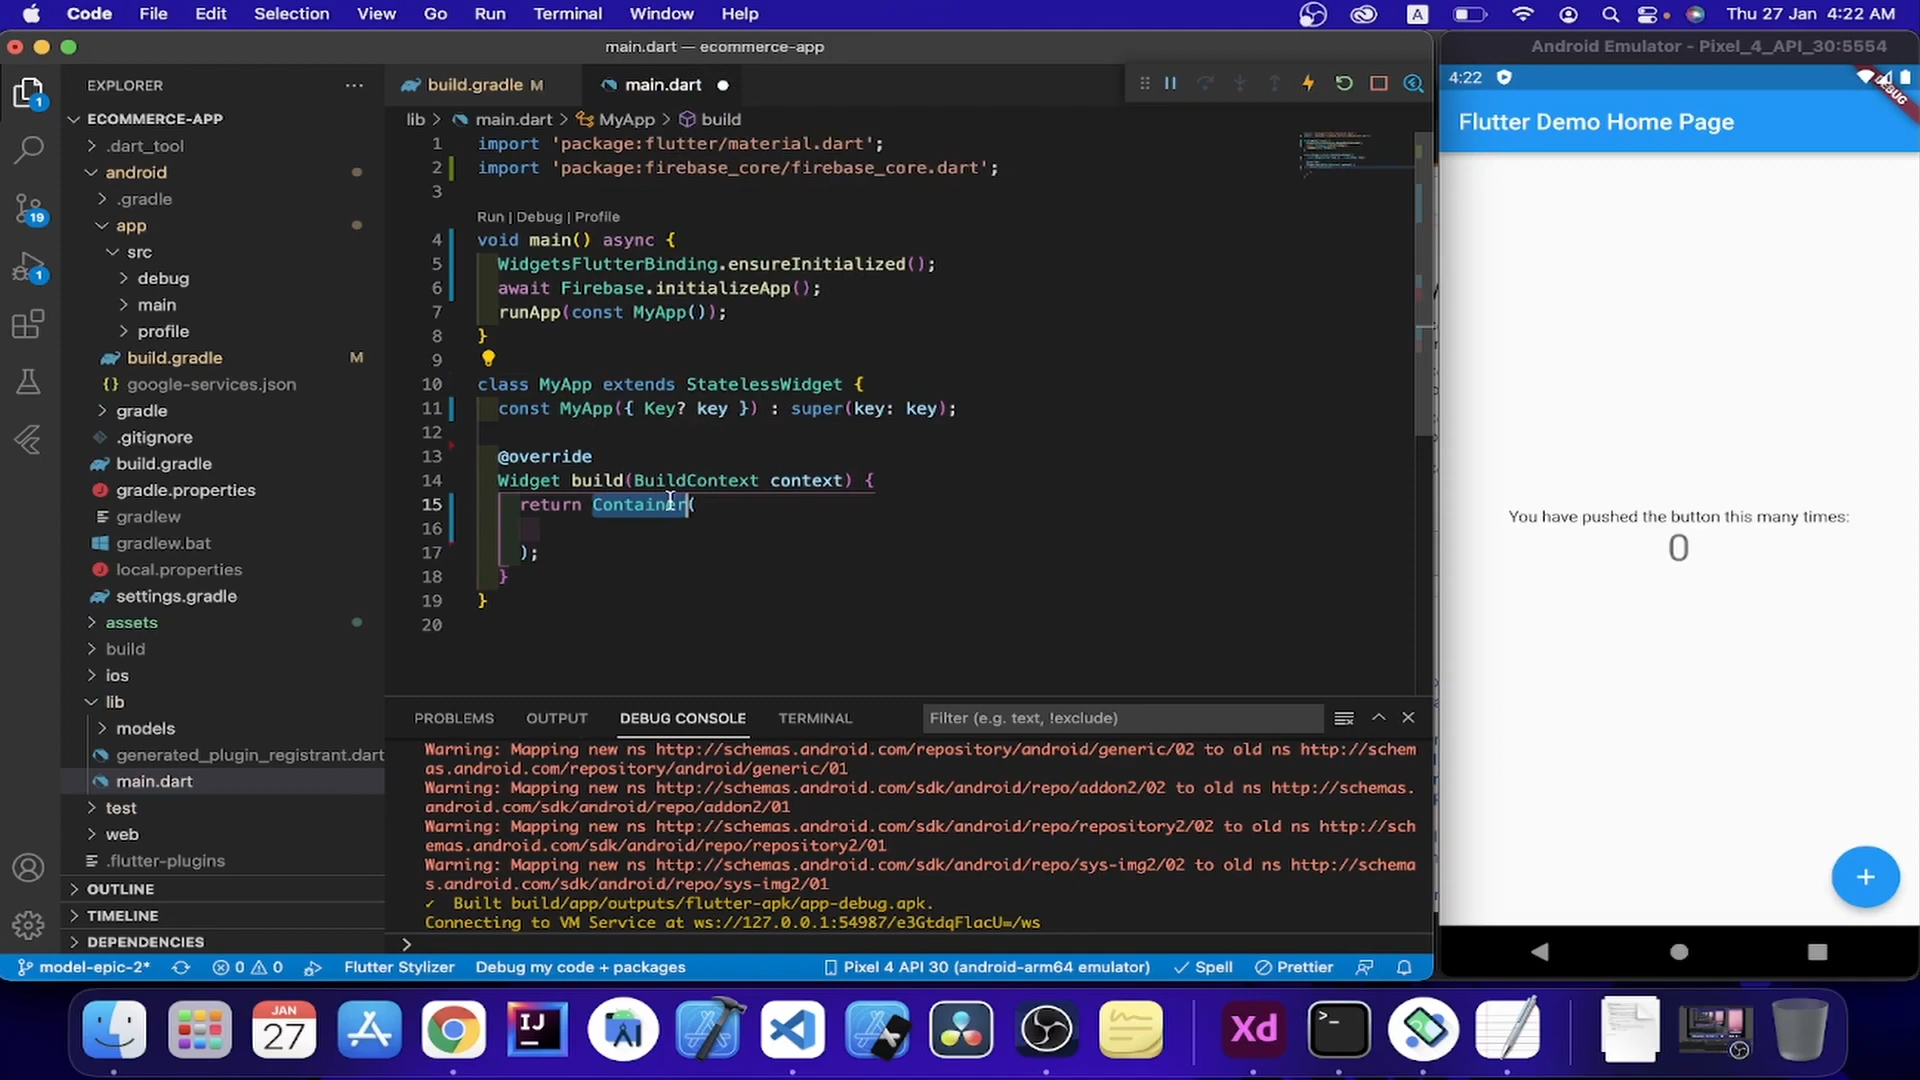 Code File Edit Selection View Go Run Terminal Window Help
A
Thu 27 Jan 4:22 AM
main.dart — ecommerce-app
EXPLORER
ECOMMERCE-APP
.dart_tool
android
.gradle
app
src
debug
main
profile
build.gradle M
google-services.json
gradle
.gitignore
build.gradle
gradle.properties
gradlew
gradlew.bat
local.properties
settings.gradle
assets
build
ios
lib
models
generated_plugin_registrant.dart
main.dart
test
web
.flutter-plugins
OUTLINE
TIMELINE
DEPENDENCIES
1
19
1
build.gradle M
main.dart
lib > main.dart > MyApp > build
1 import 'package:flutter/material.dart';
2 import 'package:firebase_core/firebase_core.dart';
3
Run | Debug | Profile
4 void main() async {
5 WidgetsFlutterBinding.ensureInitialized();
6 await Firebase.initializeApp();
7 runApp(const MyApp());
8 }
9
10 class MyApp extends StatelessWidget {
11 const MyApp({ Key? key }) : super(key: key);
12
13 @override
14 Widget build(BuildContext context) {
15 return Container(
16
17 );
18 }
19 }
20
PROBLEMS OUTPUT DEBUG CONSOLE TERMINAL
Filter (e.g. text, !exclude)
Warning: Mapping new ns http://schemas.android.com/repository/android/generic/02 to old ns http://schem
as.android.com/repository/android/generic/01
Warning: Mapping new ns http://schemas.android.com/sdk/android/repo/addon2/02 to old ns http://schemas.
android.com/sdk/android/repo/addon2/01
Warning: Mapping new ns http://schemas.android.com/sdk/android/repo/repository2/02 to old ns http://sch
emas.android.com/sdk/android/repo/repository2/01
Warning: Mapping new ns http://schemas.android.com/sdk/android/repo/sys-img2/02 to old ns http://schema
s.android.com/sdk/android/repo/sys-img2/01
✓ Built build/app/outputs/flutter-apk/app-debug.apk.
Connecting to VM Service at ws://127.0.0.1:54987/e3GtdqFlacU=/ws
model-epic-2* 0 0 Flutter Stylizer Debug my code + packages Pixel 4 API 30 (android-arm64 emulator) Spell Prettier
Android Emulator - Pixel_4_API_30:5554
4:22
DEBUG
Flutter Demo Home Page
You have pushed the button this many times:
0
+
JAN
27
IJ
Xd
>_